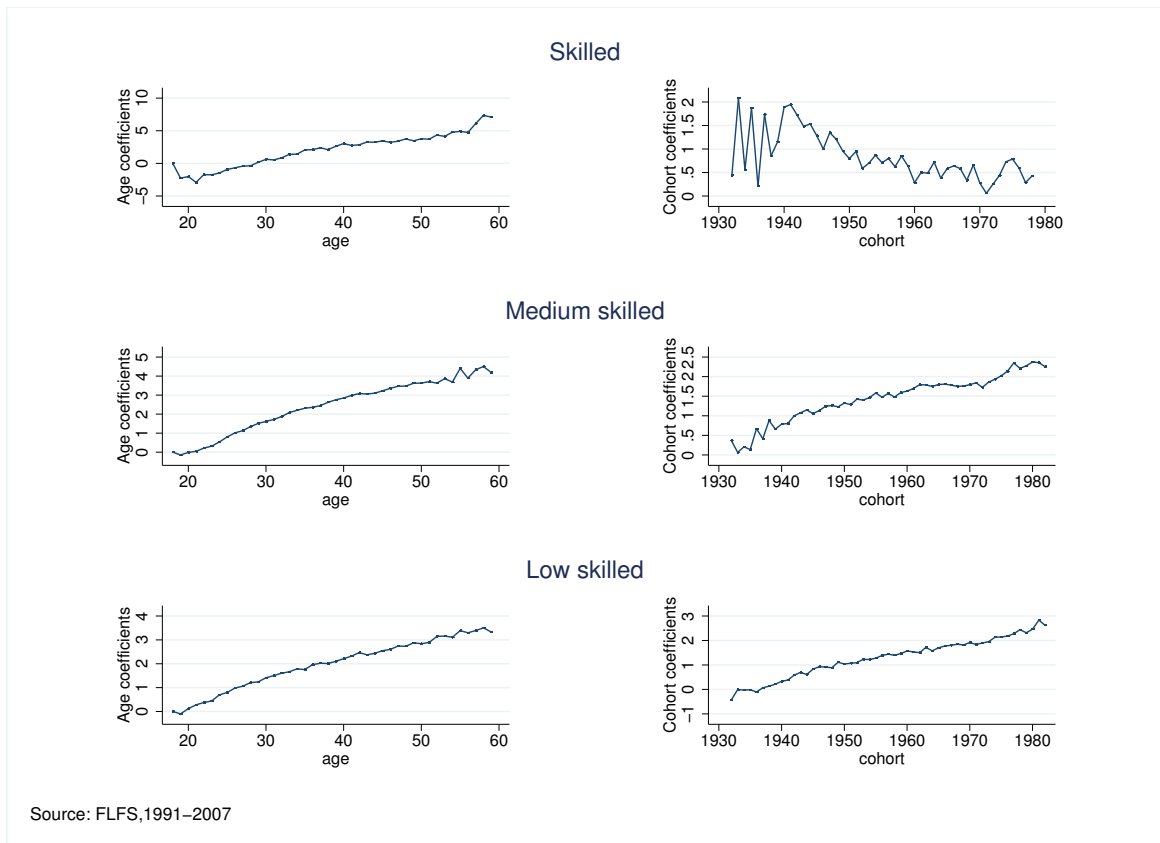 Skilled
Age coefficients
−5 0 5 10
20 30 40 50 60
age
Cohort coefficients
0 .5 1 1.5 2
1930 1940 1950 1960 1970 1980
cohort
Medium skilled
Age coefficients
0 1 2 3 4 5
20 30 40 50 60
age
Cohort coefficients
0 .5 1 1.5 2 2.5
1930 1940 1950 1960 1970 1980
cohort
Low skilled
Age coefficients
0 1 2 3 4
20 30 40 50 60
age
Cohort coefficients
−1 0 1 2 3
1930 1940 1950 1960 1970 1980
cohort
Source: FLFS,1991−2007